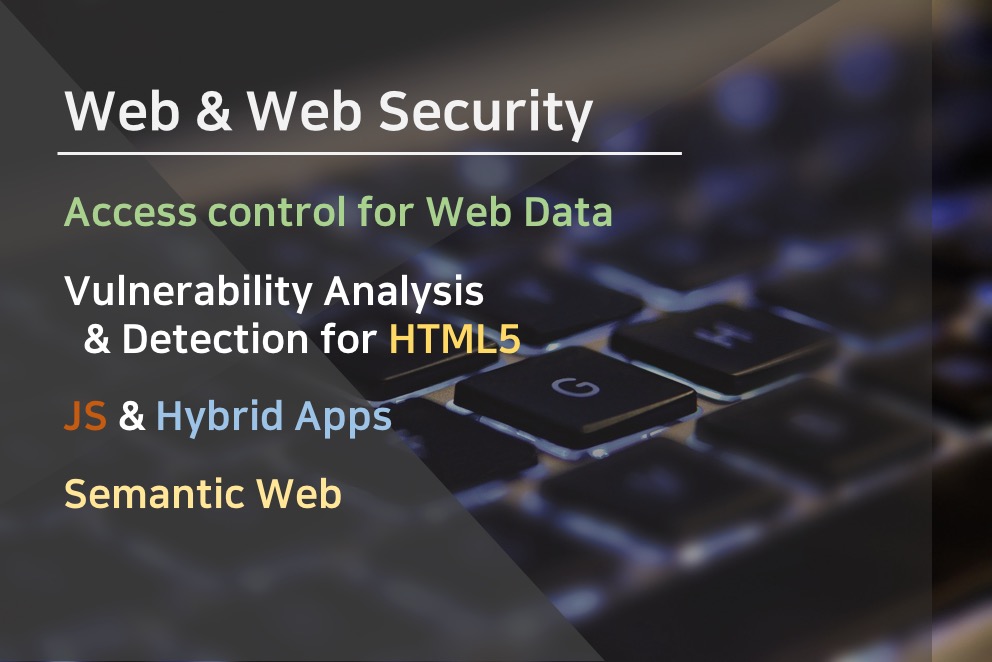 Web & Web Security
Access control for Web Data
Vulnerability Analysis
& Detection for HTML5
JS & Hybrid Apps
Semantic Web
G
H